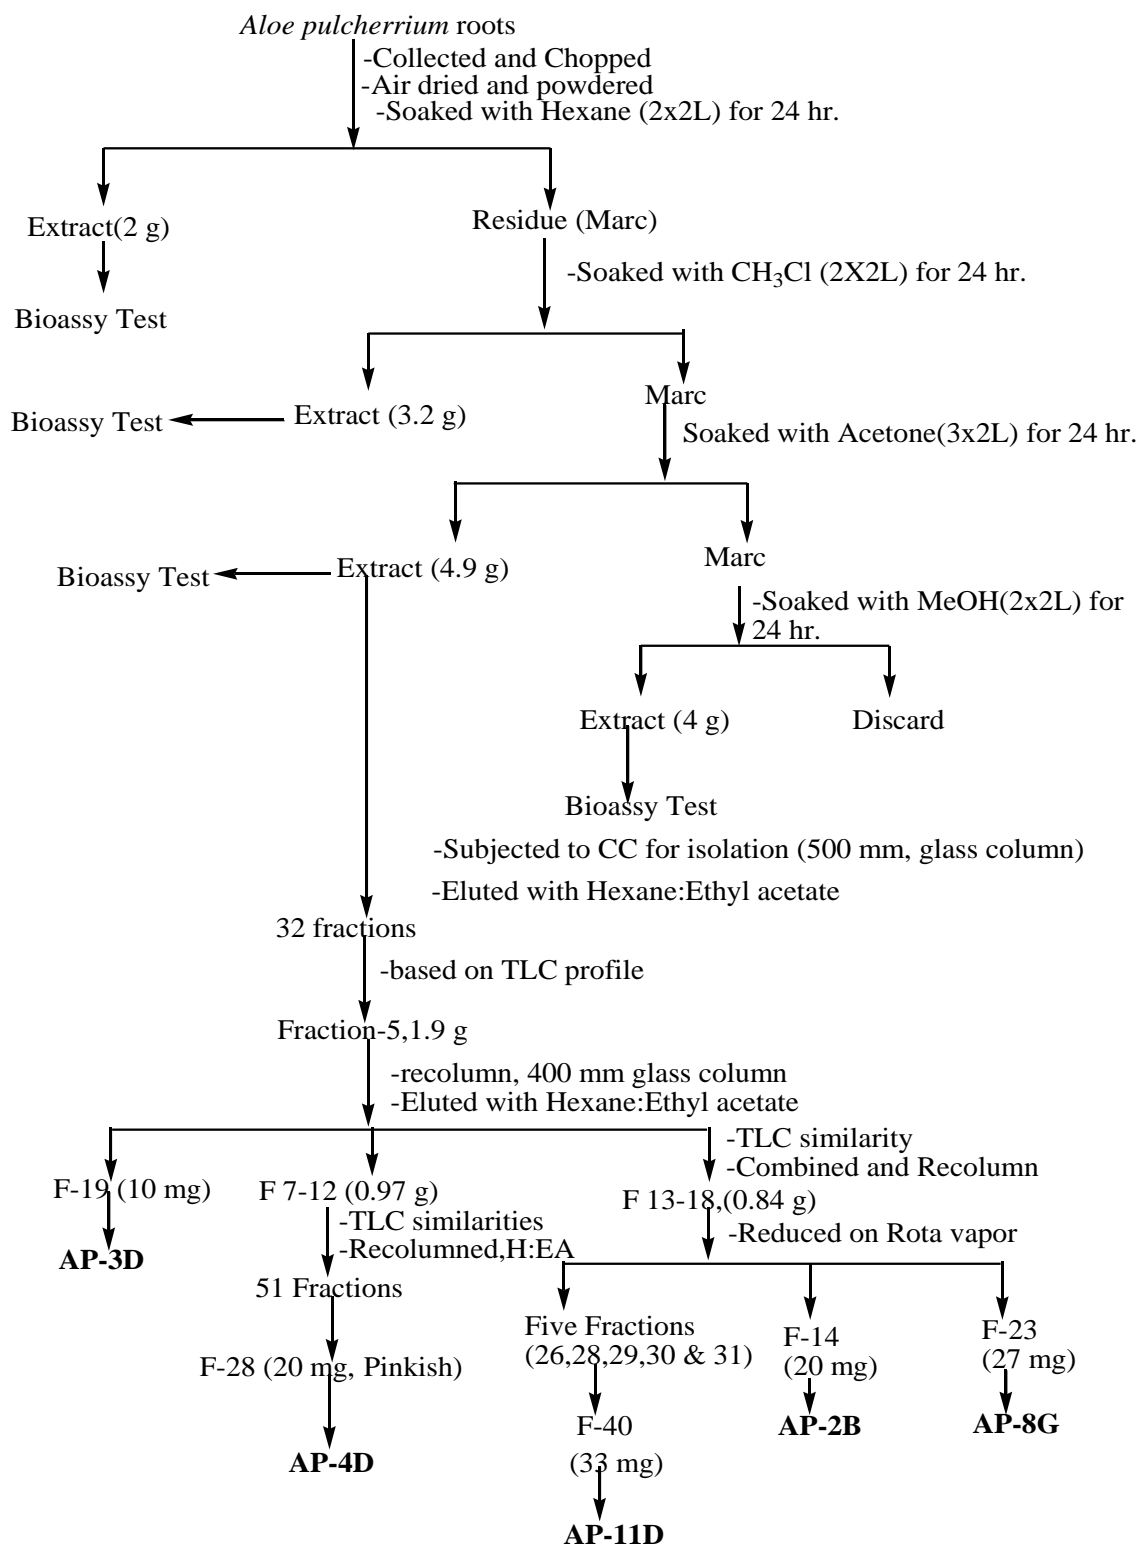 Aloe pulcherrium roots
-Collected and Chopped
-Air dried and powdered
-Soaked with Hexane (2x2L) for 24 hr.
Extract(2 g)
Residue (Marc)
-Soaked with CH₃Cl (2X2L) for 24 hr.
Bioassy Test
Marc
Extract (3.2 g)
Bioassy Test
Soaked with Acetone(3x2L) for 24 hr.
Marc
Extract (4.9 g)
Bioassy Test
-Soaked with MeOH(2x2L) for
24 hr.
Extract (4 g)
Discard
Bioassy Test
-Subjected to CC for isolation (500 mm, glass column)
-Eluted with Hexane:Ethyl acetate
32 fractions
-based on TLC profile
Fraction-5,1.9 g
-recolumn, 400 mm glass column
-Eluted with Hexane:Ethyl acetate
-TLC similarity
-Combined and Recolumn
F-19 (10 mg)
F 7-12 (0.97 g)
F 13-18,(0.84 g)
-TLC similarities
-Recolumned,H:EA
-Reduced on Rota vapor
AP-3D
51 Fractions
Five Fractions
(26,28,29,30 & 31)
F-14
(20 mg)
F-23
(27 mg)
F-28 (20 mg, Pinkish)
F-40
(33 mg)
AP-2B
AP-8G
AP-4D
AP-11D